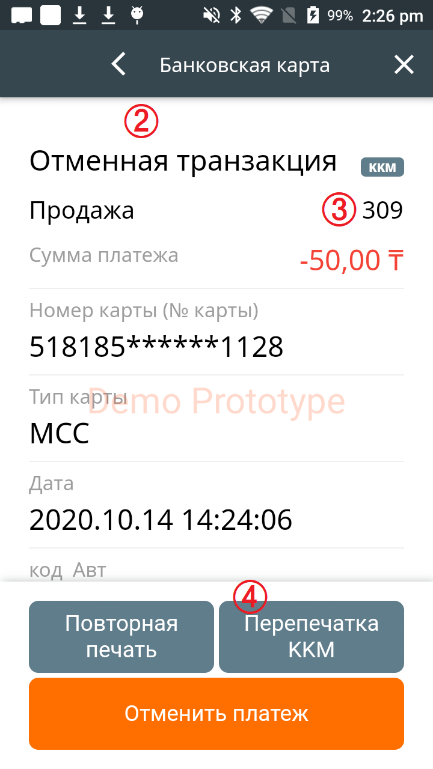 99% 2:26 pm
Банковская карта
②
Отменная транзакция ККМ
Продажа ③ 309
Сумма платежа -50,00 ₸
Номер карты (№ карты)
518185******1128
Тип карты
Demo Prototype
MCC
Дата
2020.10.14 14:24:06
код Авт
④
Повторная печать
Перепечатка ККМ
Отменить платеж